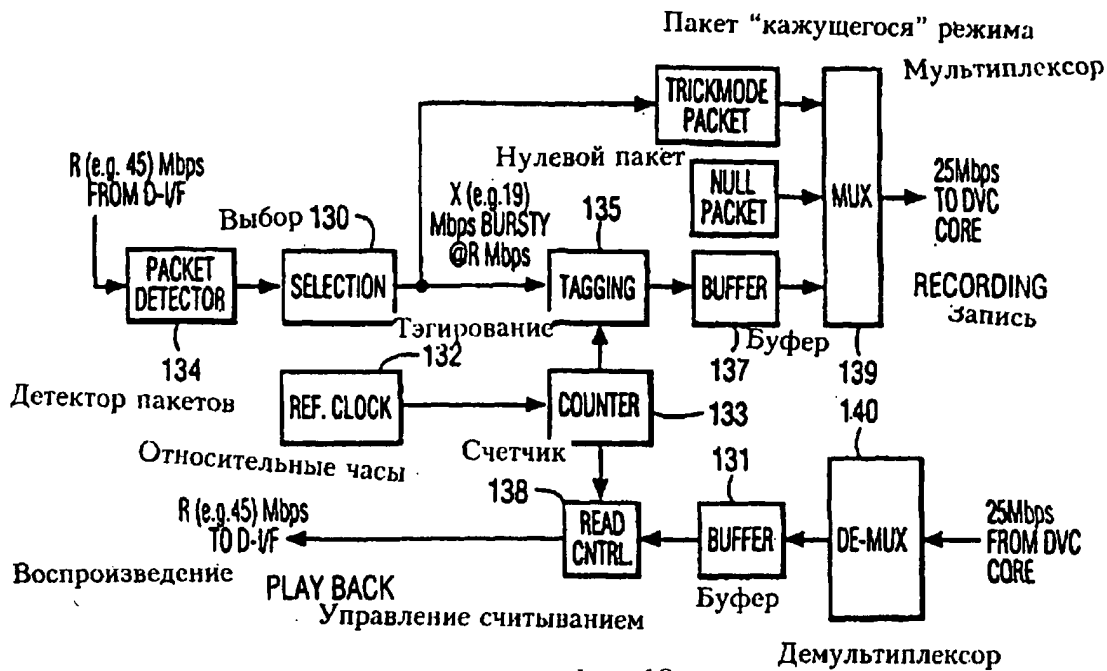 Пакет "кажущегося" режима
Мультиплексор
TRICKMODE
PACKET
R (e.g. 45) Mbps
FROM D-I/F
Нулевой пакет
NULL
PACKET
MUX
25Mbps
TO DVC
CORE
X (e.g.19)
Mbps BURSTY
@R Mbps
135
Выбор 130
PACKET
DETECTOR
SELECTION
TAGGING
BUFFER
RECORDING
Запись
Тэгирование
Буфер
134
132
137
139
Детектор пакетов
REF. CLOCK
COUNTER
133
140
Относительные часы
Счетчик
131
138
R (e.g.45) Mbps
TO D-I/F
READ
CNTRL.
BUFFER
DE-MUX
25Mbps
FROM DVC
CORE
Воспроизведение
PLAY BACK
Буфер
Управление считыванием
Демультиплексор